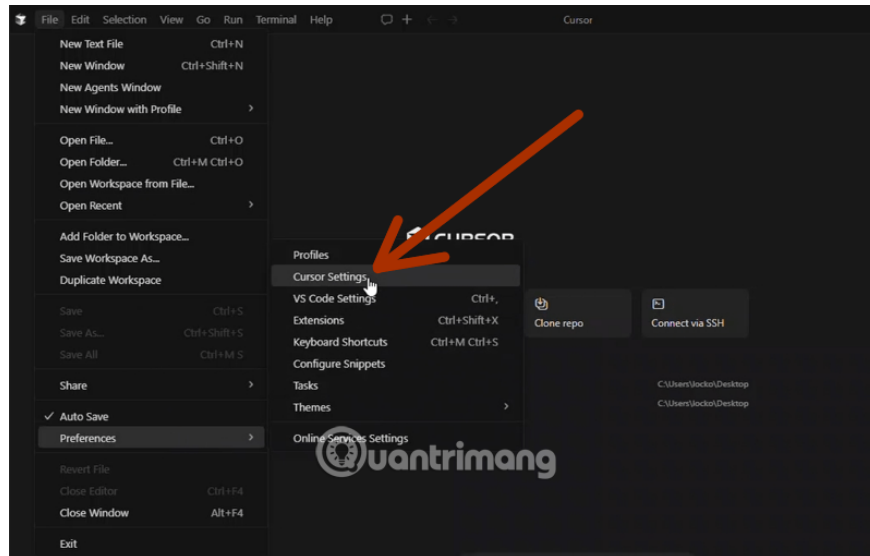 File Edit Selection View Go Run Terminal Help
Cursor
New Text File Ctrl+N
New Window Ctrl+Shift+N
New Agents Window
New Window with Profile
Open File... Ctrl+O
Open Folder... Ctrl+M Ctrl+O
Open Workspace from File...
Open Recent
Add Folder to Workspace...
Save Workspace As...
Duplicate Workspace
Save Ctrl+S
Save As... Ctrl+Shift+S
Save All Ctrl+M S
Share
Auto Save
Preferences
Revert File
Close Editor Ctrl+F4
Close Window Alt+F4
Exit
CURSOR
Profiles
Cursor Settings
VS Code Settings Ctrl+,
Extensions Ctrl+Shift+X
Keyboard Shortcuts Ctrl+M Ctrl+S
Configure Snippets
Tasks
Themes
Online Services Settings
Clone repo
Connect via SSH
C:\Users\locko\Desktop
C:\Users\locko\Desktop
Quantrimang